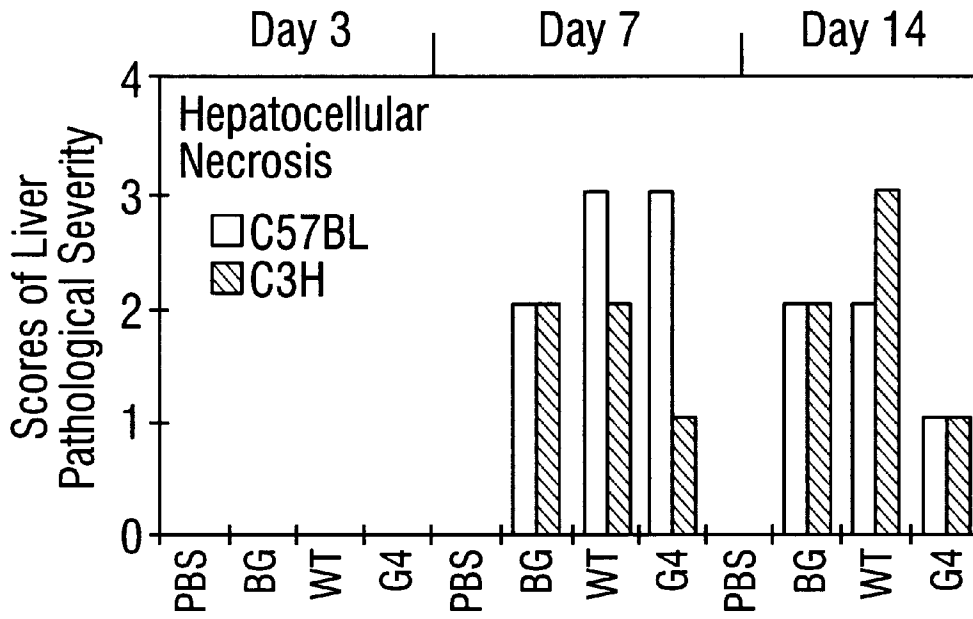 Day 3
Day 7
Day 14
Scores of Liver
Pathological Severity
4
3
2
1
0
Hepatocellular
Necrosis
C57BL
C3H
PBS
BG
WT
G4
PBS
BG
WT
G4
PBS
BG
WT
G4